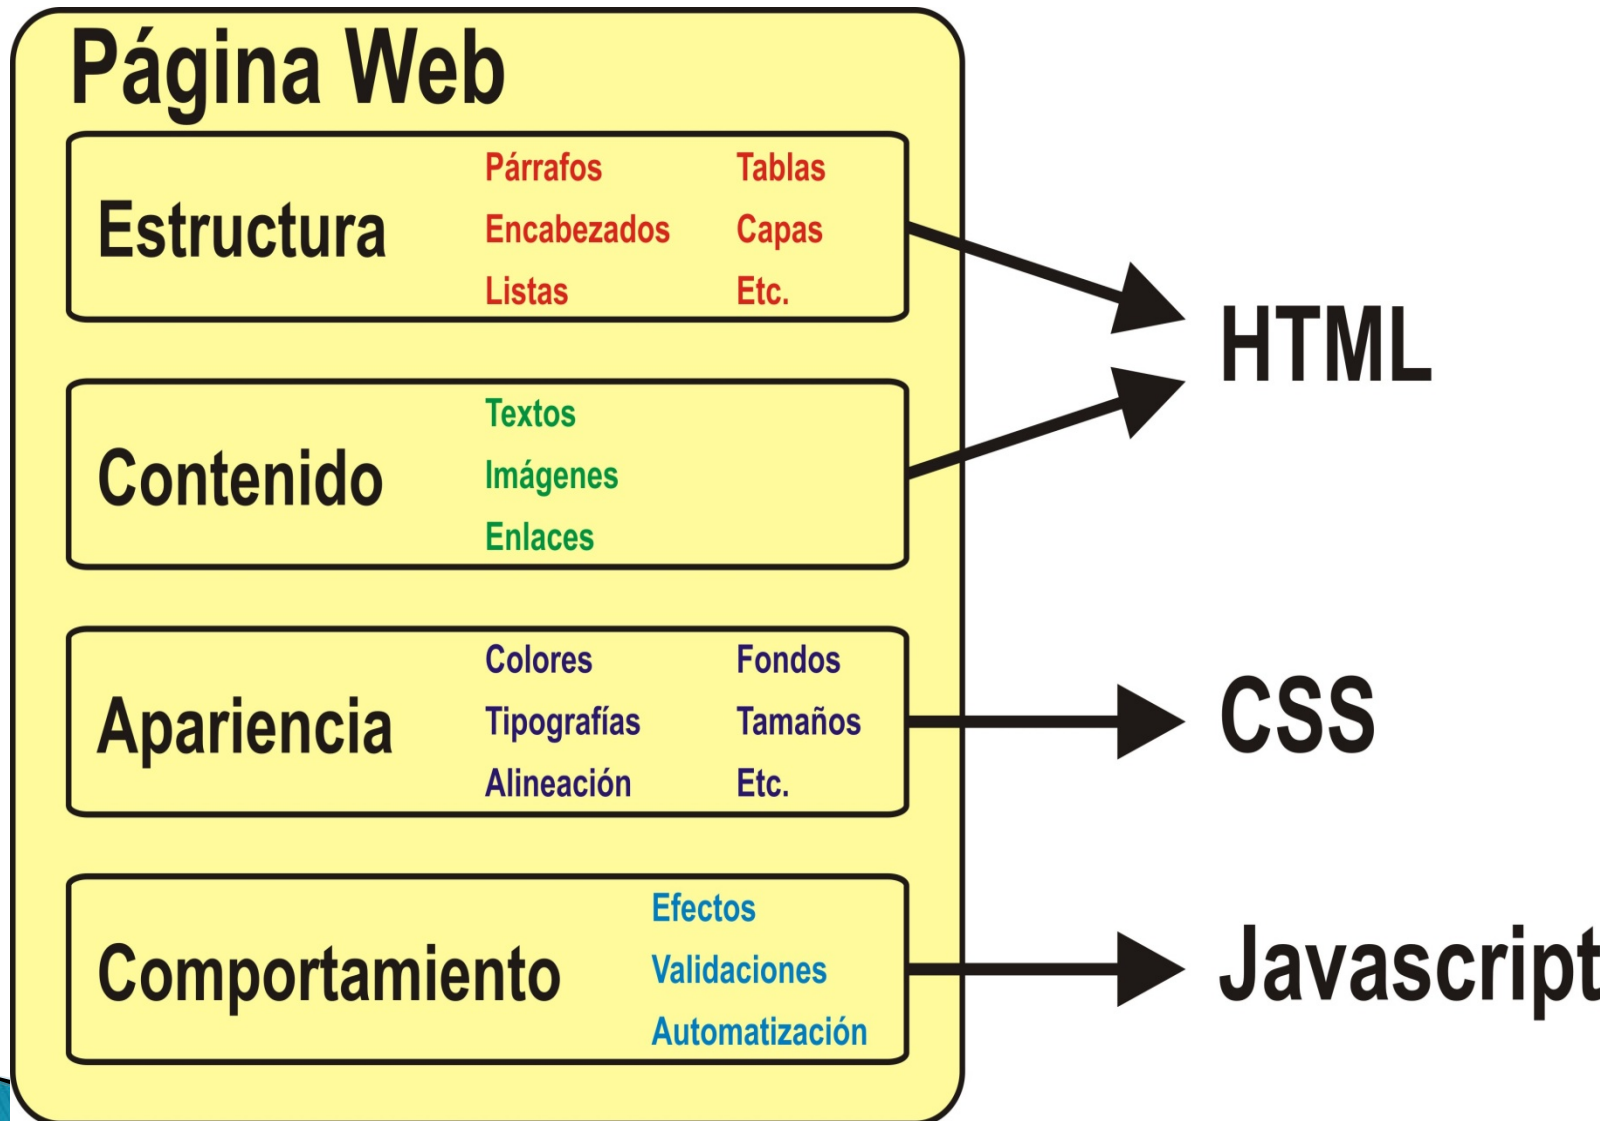 Página Web
Estructura
Párrafos
Encabezados
Listas
Tablas
Capas
Etc.
Contenido
Textos
Imágenes
Enlaces
HTML
Apariencia
Colores
Tipografías
Alineación
Fondos
Tamaños
Etc.
CSS
Comportamiento
Efectos
Validaciones
Automatización
Javascript